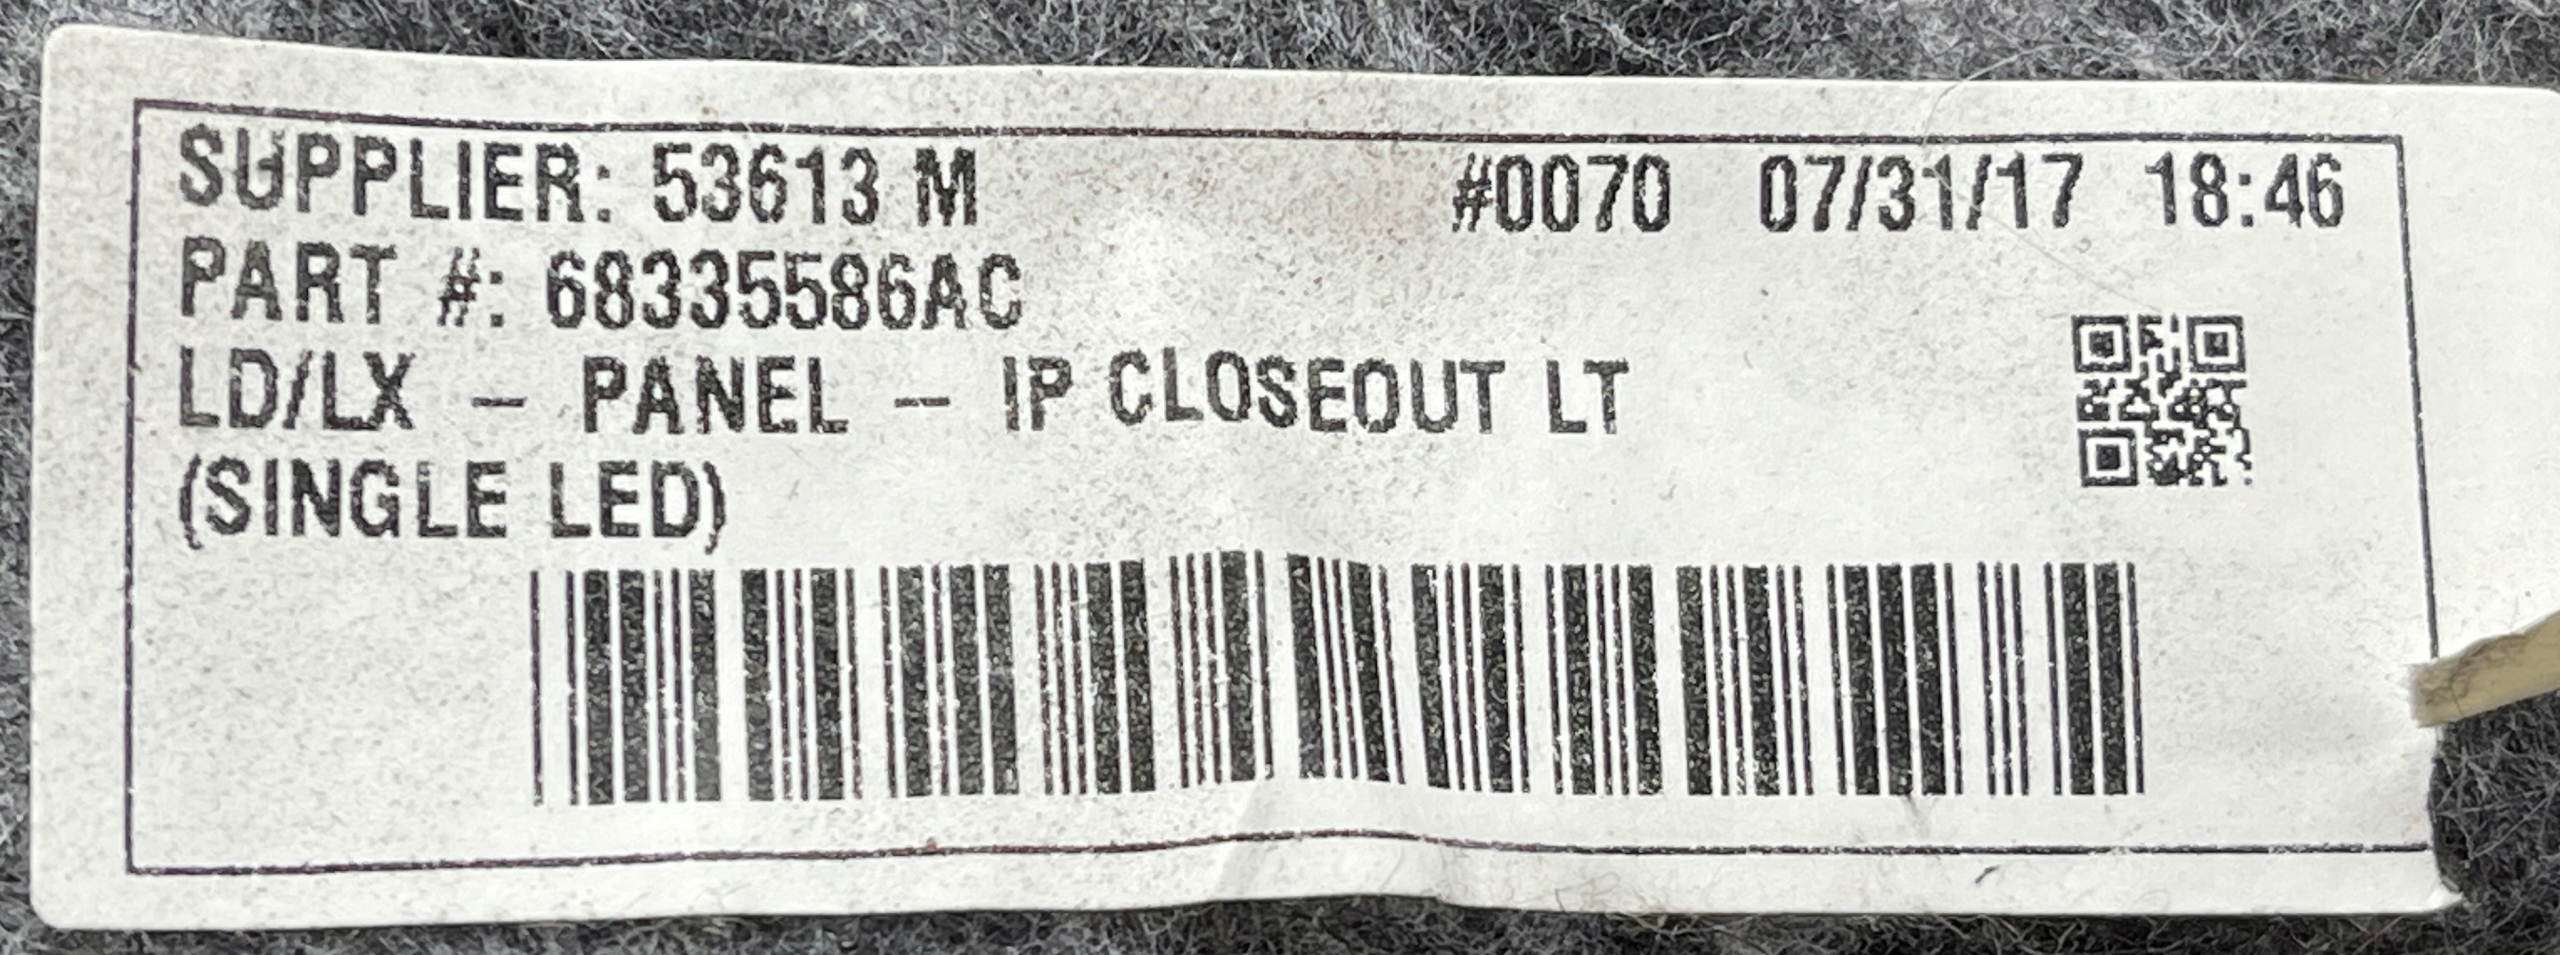 SUPPLIER: 53613 M #0070 07/31/17 18:46
PART #: 68335586AC
LD/LX - PANEL - IP CLOSEOUT LT
(SINGLE LED)